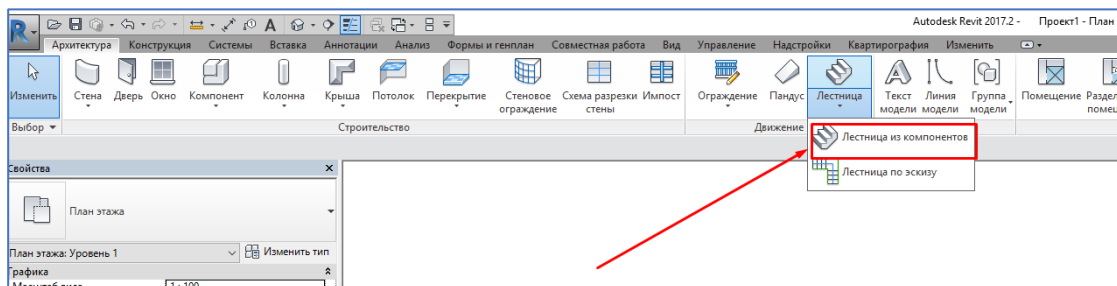 Autodesk Revit 2017.2 - Проект1 - План
Архитектура Конструкция Системы Вставка Аннотации Анализ Формы и генплан Совместная работа Вид Управление Надстройки Квартирография Изменить
Изменить Стена Дверь Окно Компонент Колонна Крыша Потолок Перекрытие Стеновое Схема разрезки Импост Ограждение Пандус Лестница Текст Линия Группа Помещение Раздел
ограждение стены модели модели модели помец
Выбор Строительство Движение
Лестница из компонентов
Лестница по эскизу
Свойства
План этажа
План этажа: Уровень 1 Изменить тип
Графика
1 : 100